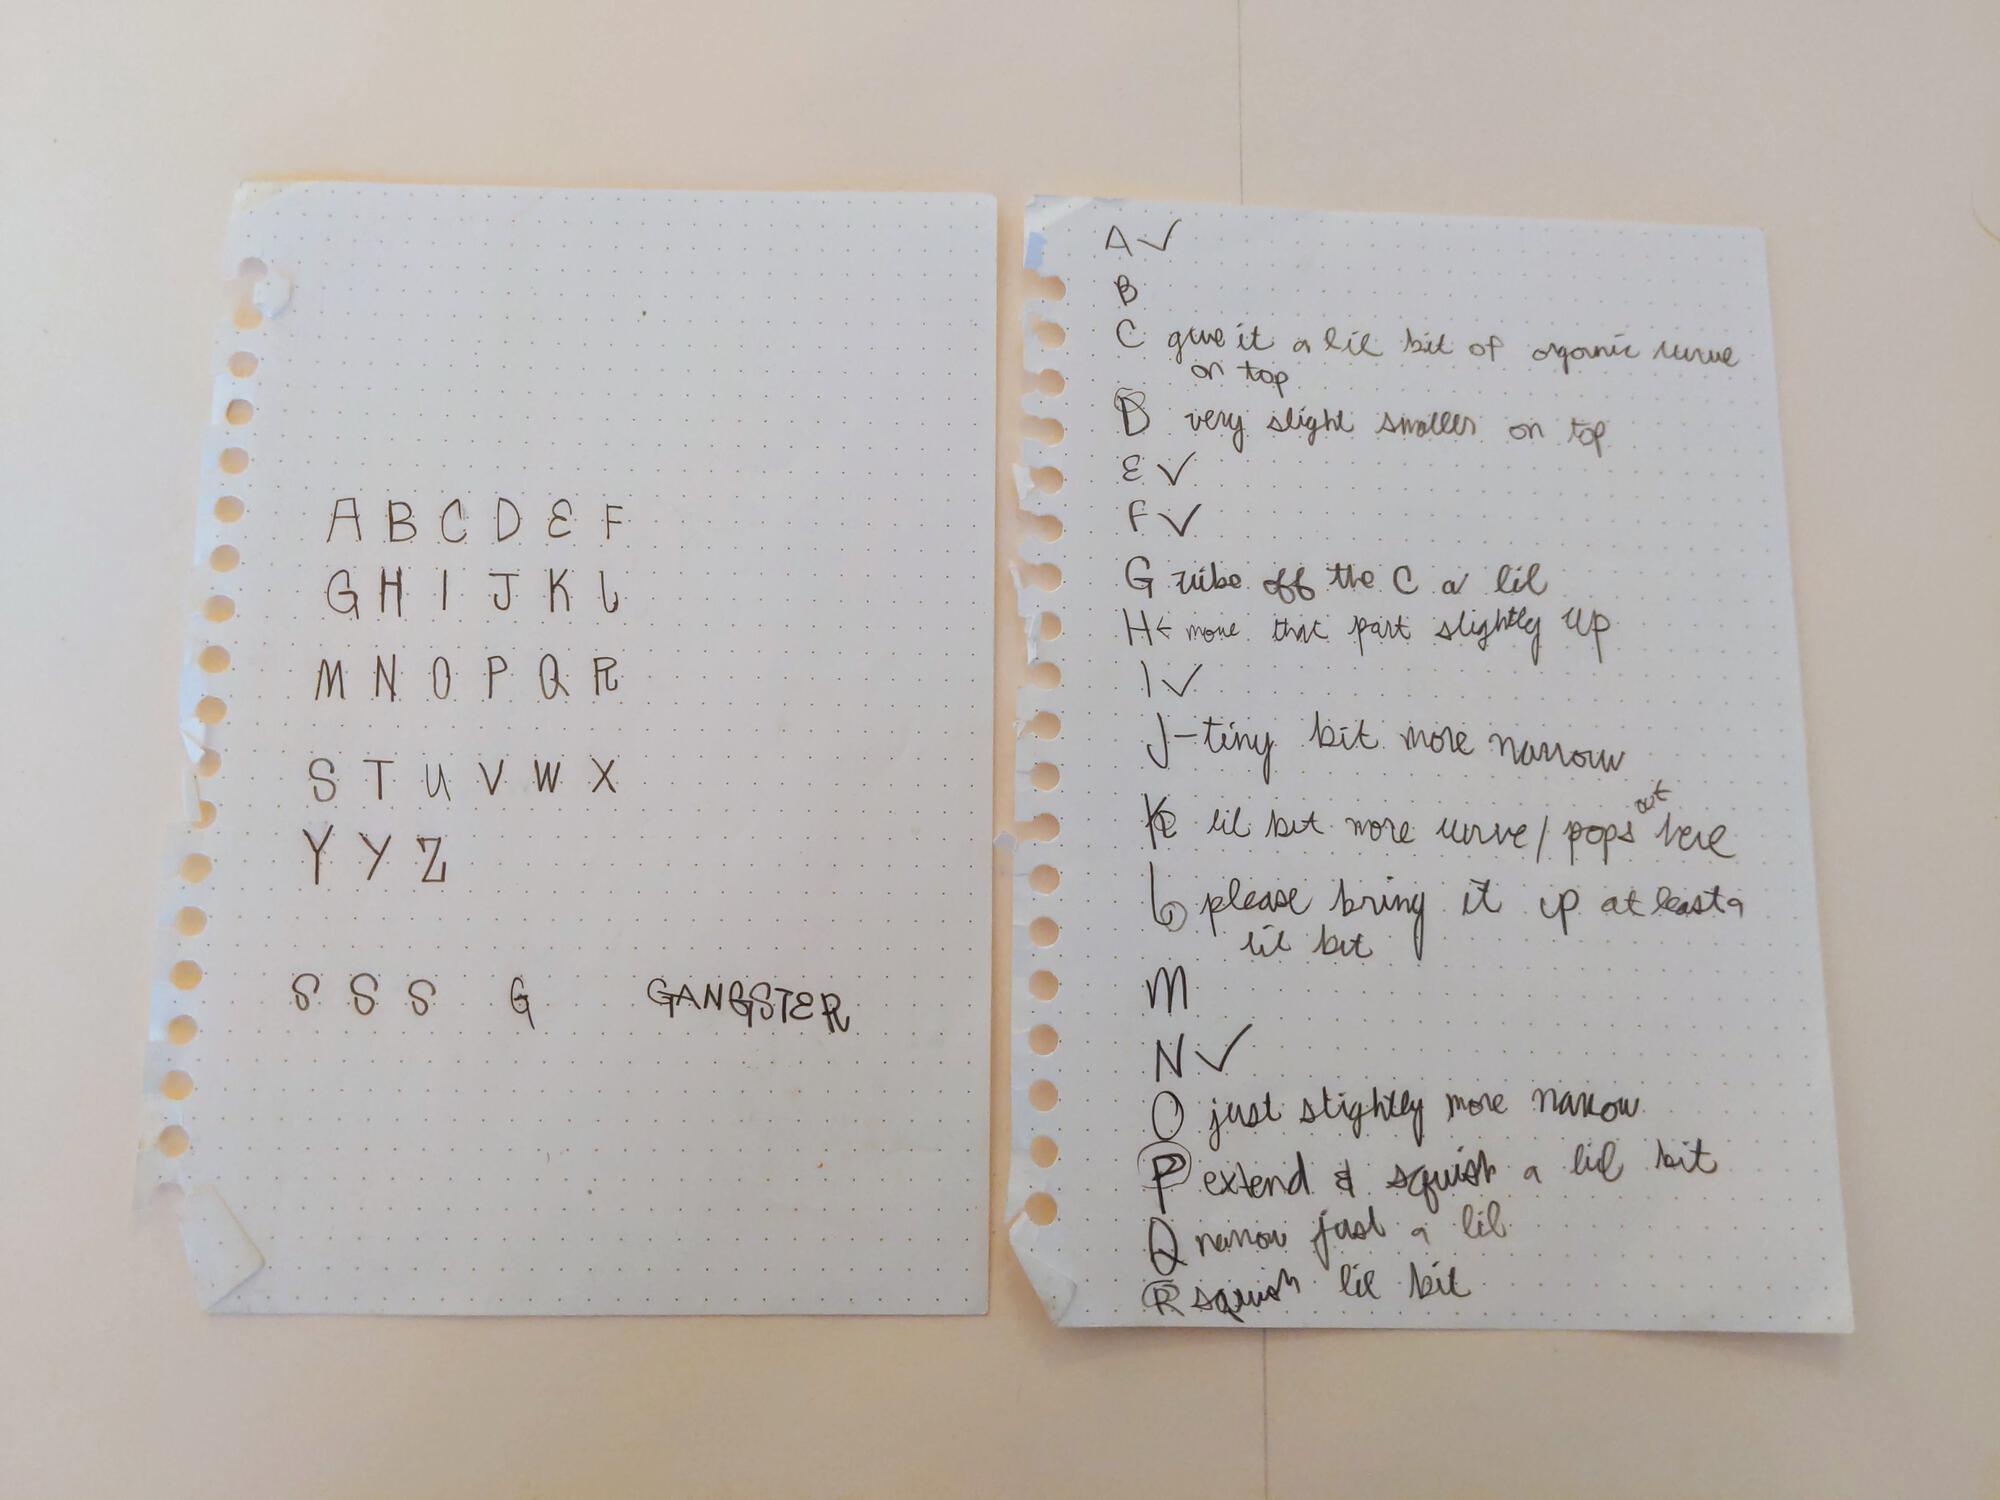 A B C D E F
G H I J K L
M N O P Q R
S T U V W X
Y Y Z
S S S G GANGSTER
A ✓
B
C give it a lil bit of organic curve
on top
D very slight smaller on top
E ✓
F ✓
G vibe off the C a lil
H ← move that part slightly up
I ✓
J - tiny bit more narrow
K lil bit more curve / pops out here
L please bring it up at least a
lil bit
M
N ✓
O just slightly more narrow
P extend & squish a lil bit
Q narrow just a lil
R squish lil bit